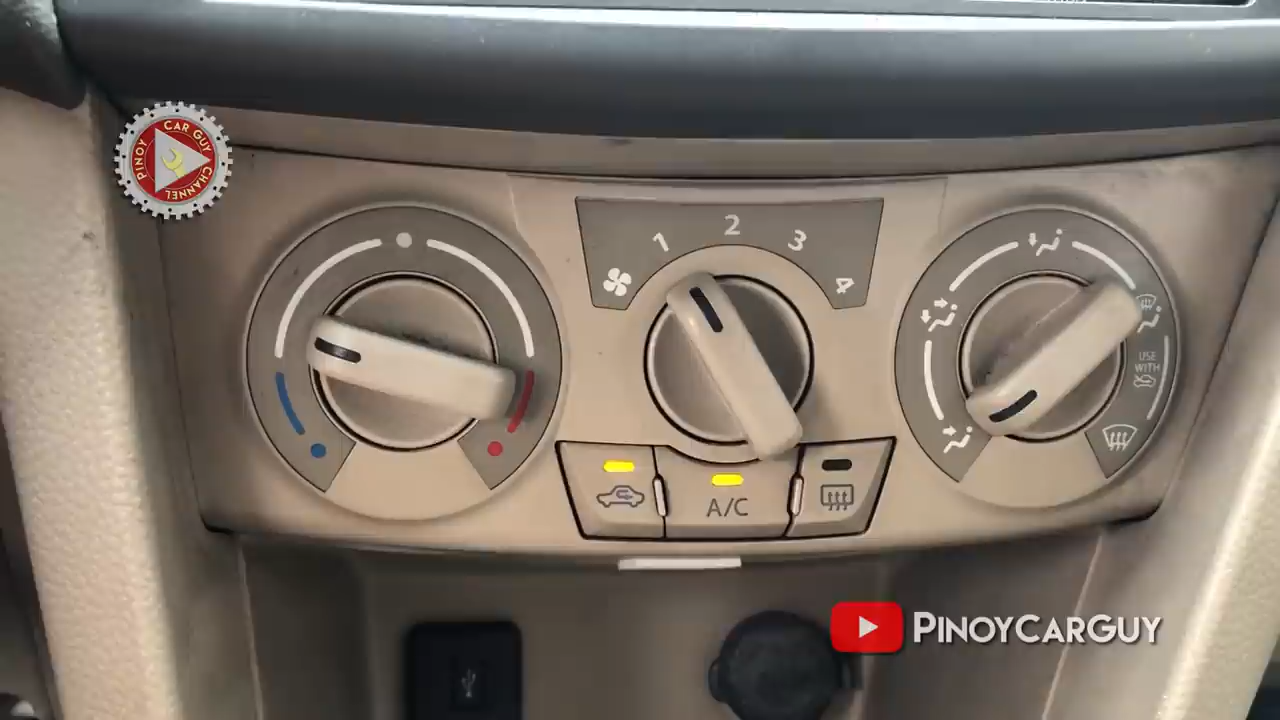 PINOY CAR GUY CHANNEL
1 2 3 4
USE
WITH
A/C
PINOYCARGUY